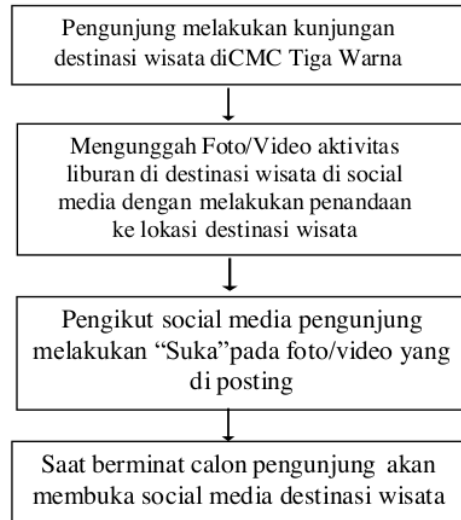 Pengunjung melakukan kunjungan
destinasi wisata diCMC Tiga Warna
Mengunggah Foto/Video aktivitas
liburan di destinasi wisata di social
media dengan melakukan penandaan
ke lokasi destinasi wisata
Pengikut social media pengunjung
melakukan “Suka”pada foto/video yang
di posting
Saat berminat calon pengunjung akan
membuka social media destinasi wisata